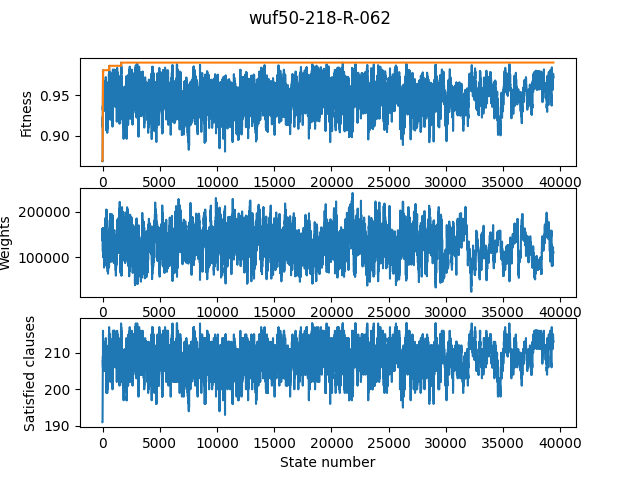 wuf50-218-R-062
Fitness
0.95
0.90
0 5000 10000 15000 20000 25000 30000 35000 40000
Weights
200000
100000
0 5000 10000 15000 20000 25000 30000 35000 40000
Satisfied clauses
210
200
190
0 5000 10000 15000 20000 25000 30000 35000 40000
State number